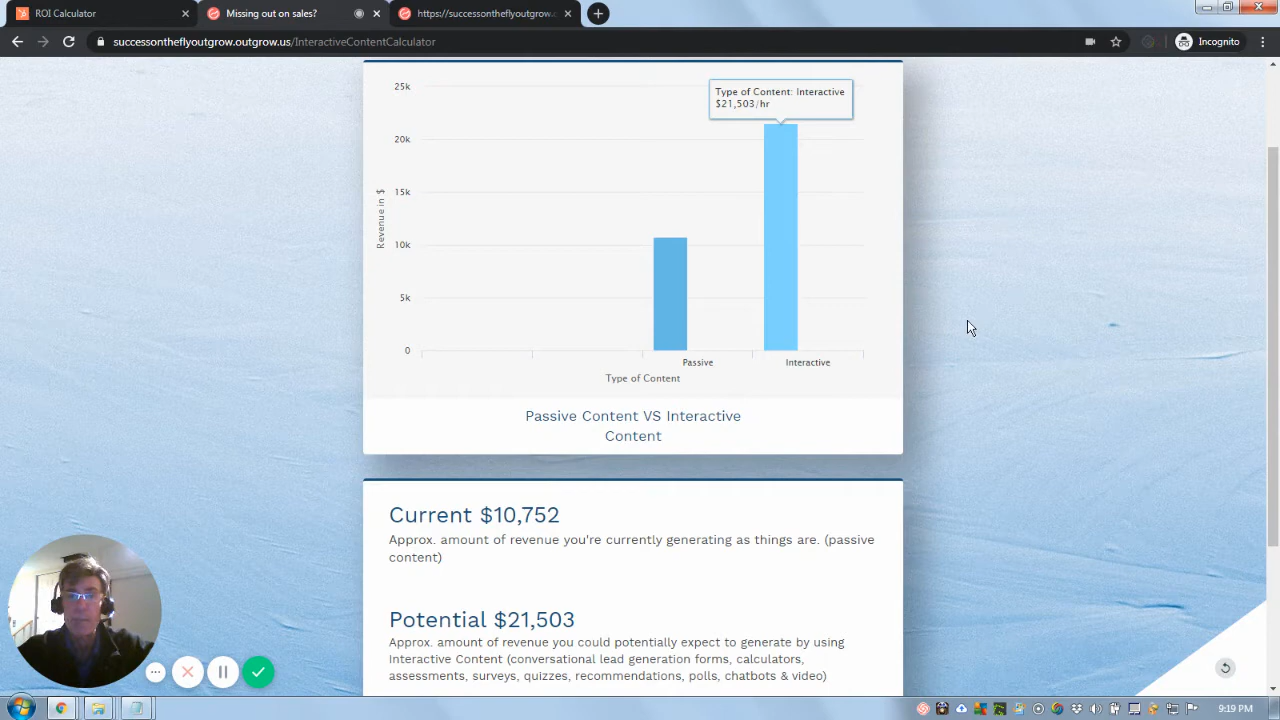 ROI Calculator
Missing out on sales?
https://successontheflyoutgrow.
successontheflyoutgrow.outgrow.us/InteractiveContentCalculator
Incognito
25k
20k
15k
10k
5k
0
Revenue in $
Type of Content: Interactive
$21,503/hr
Passive
Interactive
Type of Content
Passive Content VS Interactive
Content
Current $10,752
Approx. amount of revenue you're currently generating as things are. (passive
content)
Potential $21,503
Approx. amount of revenue you could potentially expect to generate by using
Interactive Content (conversational lead generation forms, calculators,
assessments, surveys, quizzes, recommendations, polls, chatbots & video)
9:19 PM